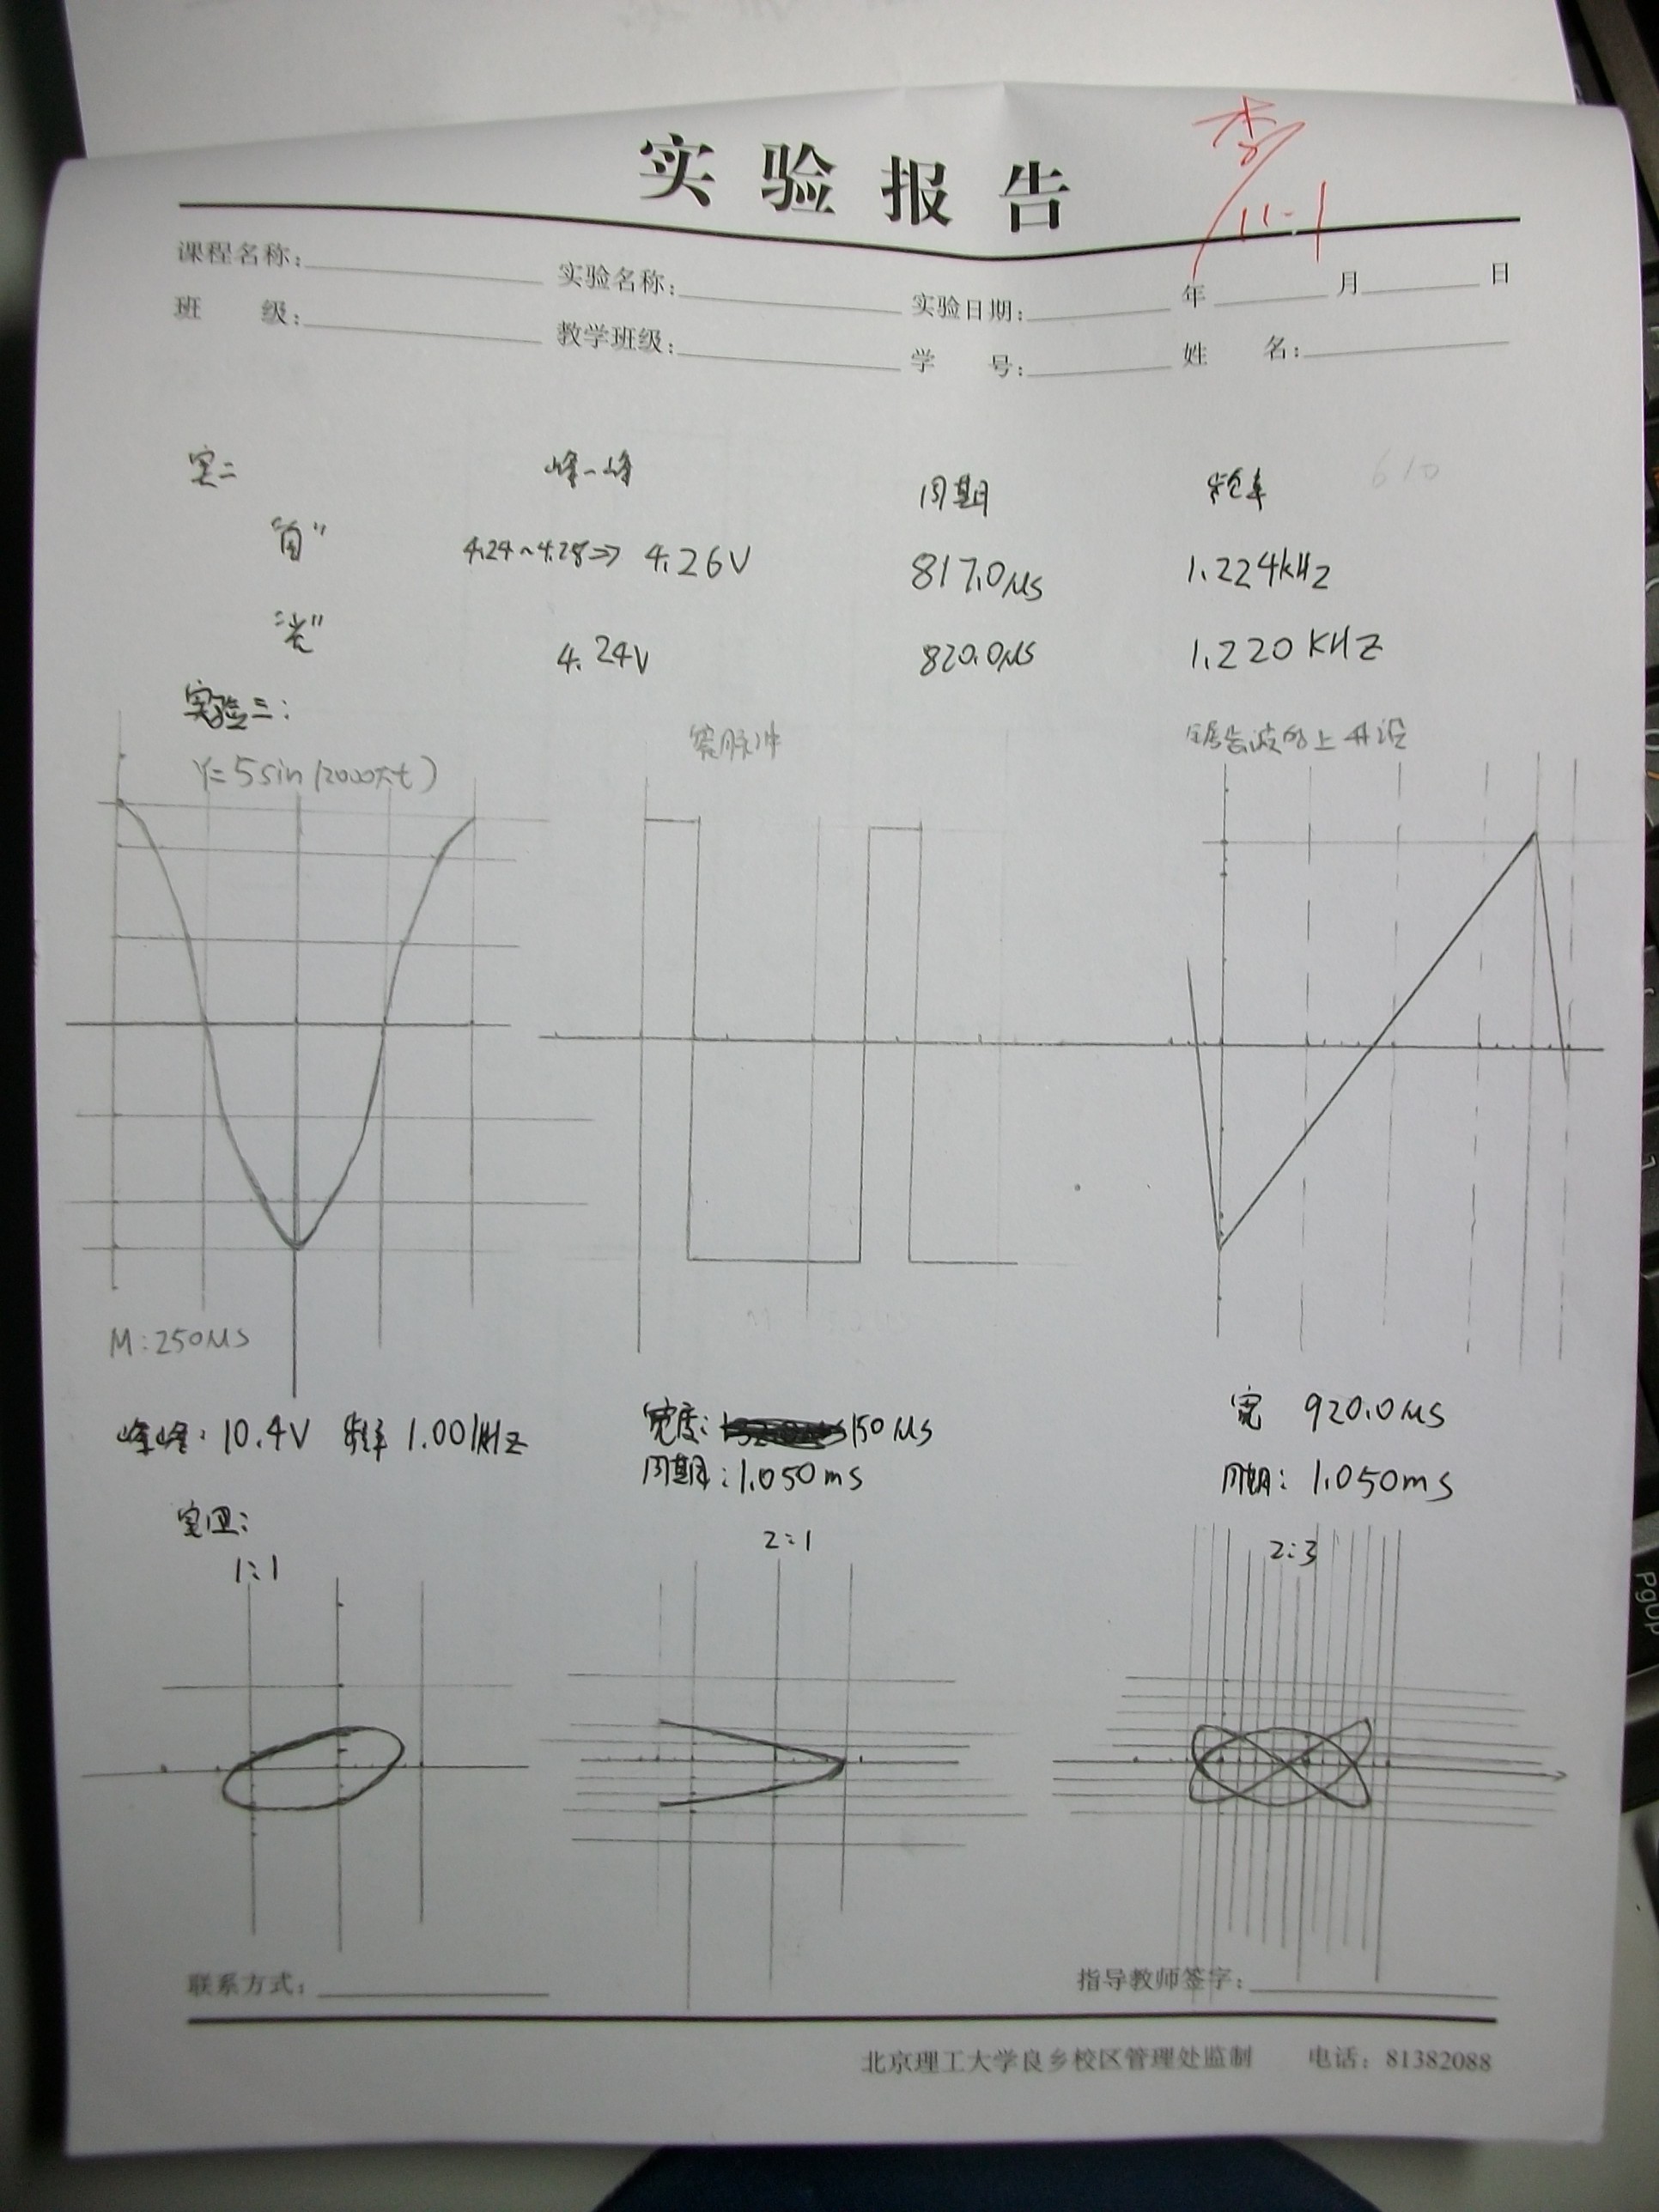 李
11-1
实验报告
课程名称: 实验名称: 实验日期: 年 月 日
班 级: 教学班级: 学 号: 姓 名:
实二 峰-峰 周期 频率 610
"自" 4.24~4.28⇒ 4.26V 817.0μs 1.224kHz
"光" 4.24V 820.0μs 1.220KHZ
实验三:
Y=5sin(2000πt) 窄脉冲 锯齿波的上升沿
M:250μs
峰峰:10.4V 频率 1.001kHz 宽度: 150μs 宽 920.0μs
周期:1.050ms 周期: 1.050ms
实四:
1:1 2:1 2:3
联系方式: 指导教师签字:
北京理工大学良乡校区管理处监制 电话: 81382088
PgUp